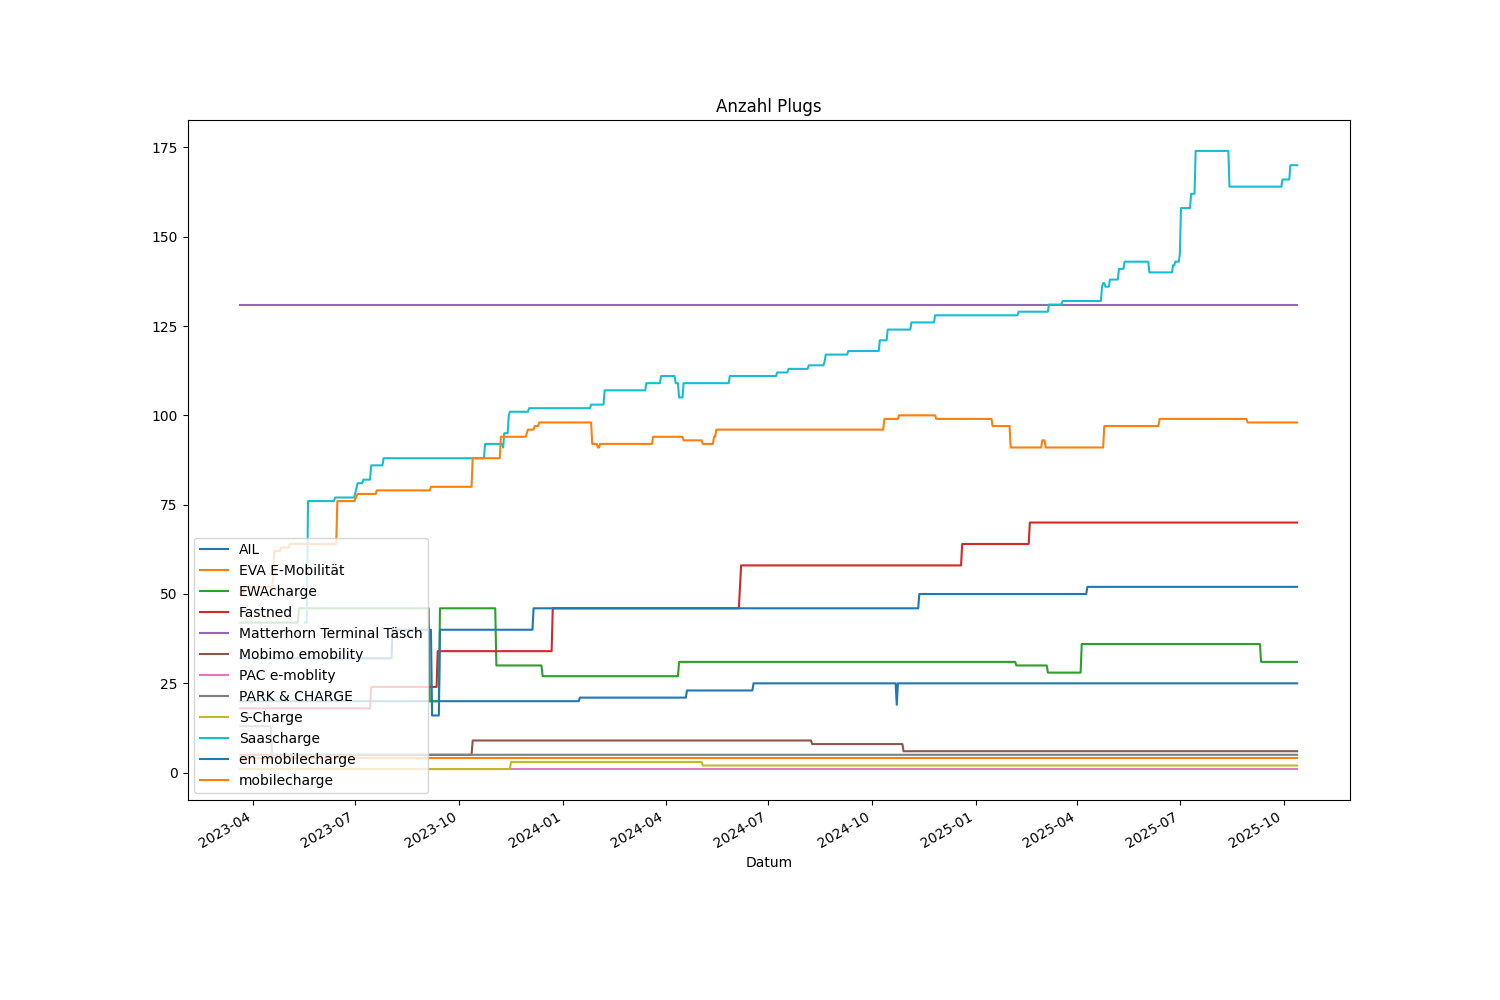 Anzahl Plugs
175
150
125
100
75
50
25
0
AIL
EVA E-Mobilität
EWAcharge
Fastned
Matterhorn Terminal Täsch
Mobimo emobility
PAC e-moblity
PARK & CHARGE
S-Charge
Saascharge
en mobilecharge
mobilecharge
2023-04
2023-07
2023-10
2024-01
2024-04
2024-07
2024-10
2025-01
2025-04
2025-07
2025-10
Datum